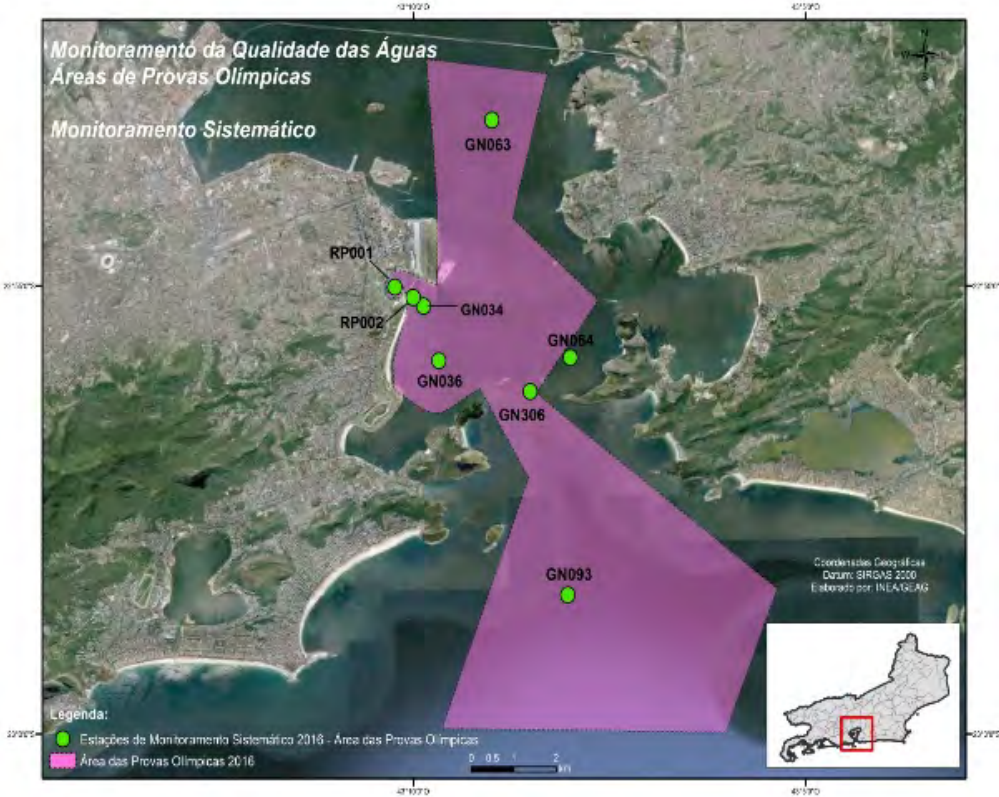 Monitoramento da Qualidade das Águas
Áreas de Provas Olímpicas
Monitoramento Sistemático
N
GN063
RP001
RP002
GN034
GN064
GN036
GN306
GN093
Coordenadas Geográficas
Datum: SIRGAS 2000
Elaborado por: INEA/GEAG
Legenda:
Estações de Monitoramento Sistemático 2016 - Área das Provas Olímpicas
Área das Provas Olímpicas 2016
0 0.5 1 2
km